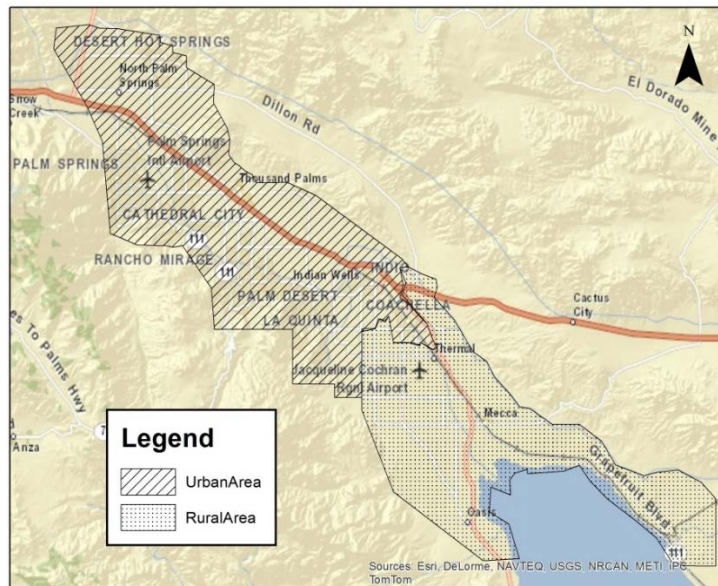 DESERT HOT SPRINGS
N
North Palm
Springs
El Dorado Mine
Snow
Creek
Dillon Rd
Palm Springs
Intl Airport
PALM SPRINGS
Thousand Palms
CATHEDRAL CITY
111
RANCHO MIRAGE
111
Indian Wells
INDIO
PALM DESERT
COACHELLA
LA QUINTA
Cactus
City
es To Palms Hwy
Thermal
Jacqueline Cochran
Rgnl Airport
Mecca
Legend
UrbanArea
RuralArea
7
Anza
Grapefruit Blvd
Oasis
111
Sources: Esri, DeLorme, NAVTEQ, USGS, NRCAN, METI, iPC,
TomTom